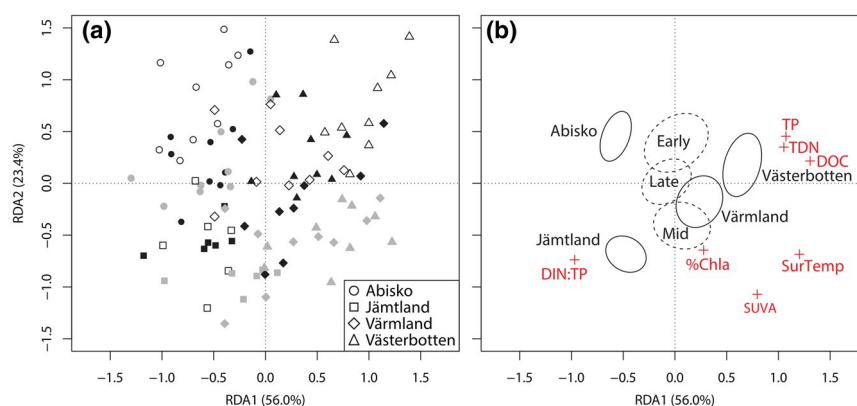 (a)
1.5
1.0
0.5
0.0
−0.5
−1.0
−1.5
RDA2 (23.4%)
Abisko
Jämtland
Värmland
Västerbotten
−1.5 −1.0 −0.5 0.0 0.5 1.0 1.5
RDA1 (56.0%)
(b)
Abisko
Early
TP
TDN
DOC
Late
Västerbotten
Värmland
Mid
Jämtland
%Chla
SurTemp
DIN:TP
SUVA
−1.5 −1.0 −0.5 0.0 0.5 1.0 1.5
RDA1 (56.0%)